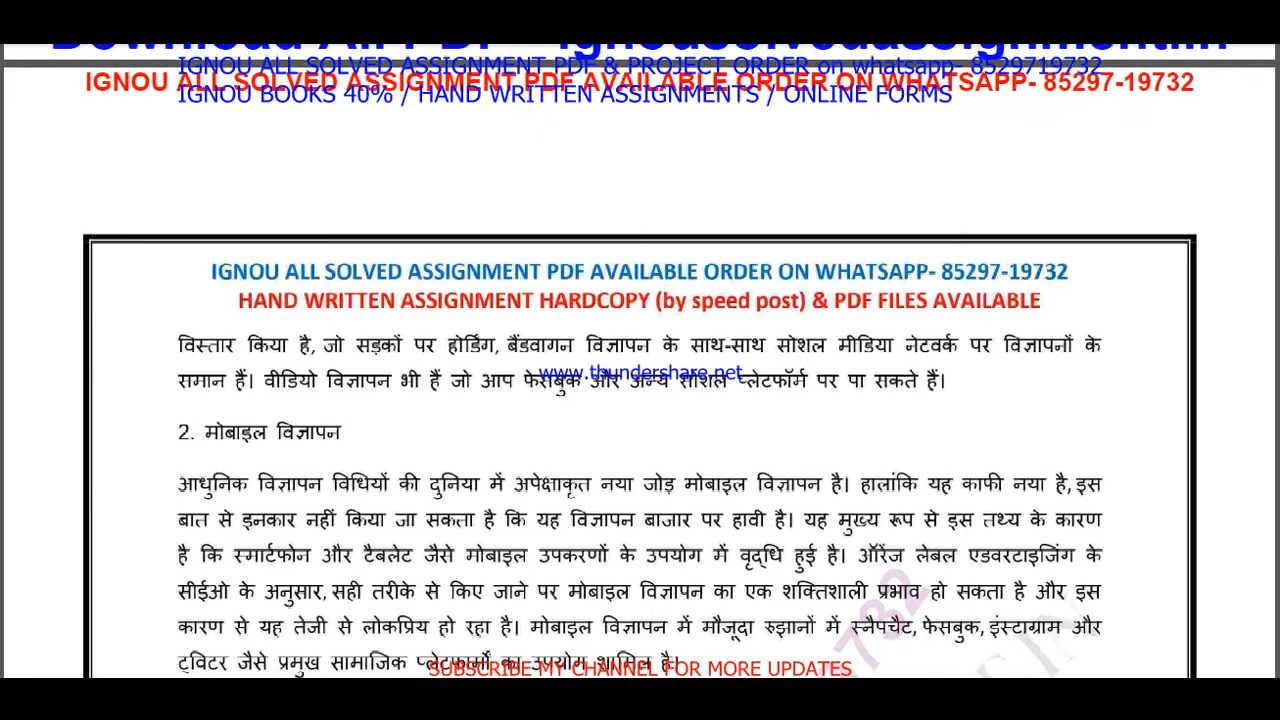 Download All PDF - Ignousolvedassignment.in
IGNOU ALL SOLVED ASSIGNMENT PDF & PROJECT ORDER on whatsapp- 8529719732
IGNOU ALL SOLVED ASSIGNMENT PDF AVAILABLE ORDER ON WHATSAPP- 85297-19732
IGNOU BOOKS 40% / HAND WRITTEN ASSIGNMENTS / ONLINE FORMS
IGNOU ALL SOLVED ASSIGNMENT PDF AVAILABLE ORDER ON WHATSAPP- 85297-19732
HAND WRITTEN ASSIGNMENT HARDCOPY (by speed post) & PDF FILES AVAILABLE
विस्तार किया है, जो सड़कों पर होर्डिंग, बैंडवागन विज्ञापन के साथ-साथ सोशल मीडिया नेटवर्क पर विज्ञापनों के
www.thundershare.net
समान हैं। वीडियो विज्ञापन भी हैं जो आप फेसबुक और अन्य सोशल प्लेटफॉर्म पर पा सकते हैं।
2. मोबाइल विज्ञापन
आधुनिक विज्ञापन विधियों की दुनिया में अपेक्षाकृत नया जोड़ मोबाइल विज्ञापन है। हालांकि यह काफी नया है, इस
बात से इनकार नहीं किया जा सकता है कि यह विज्ञापन बाजार पर हावी है। यह मुख्य रूप से इस तथ्य के कारण
है कि स्मार्टफोन और टैबलेट जैसे मोबाइल उपकरणों के उपयोग में वृद्धि हुई है। ऑरेंज लेबल एडवरटाइजिंग के
सीईओ के अनुसार, सही तरीके से किए जाने पर मोबाइल विज्ञापन का एक शक्तिशाली प्रभाव हो सकता है और इस
कारण से यह तेजी से लोकप्रिय हो रहा है। मोबाइल विज्ञापन में मौजूदा रुझानों में स्नैपचैट, फेसबुक, इंस्टाग्राम और
ट्विटर जैसे प्रमुख सामाजिक प्लेटफार्मों का उपयोग शामिल है।
SUBSCRIBE MY CHANNEL FOR MORE UPDATES
732